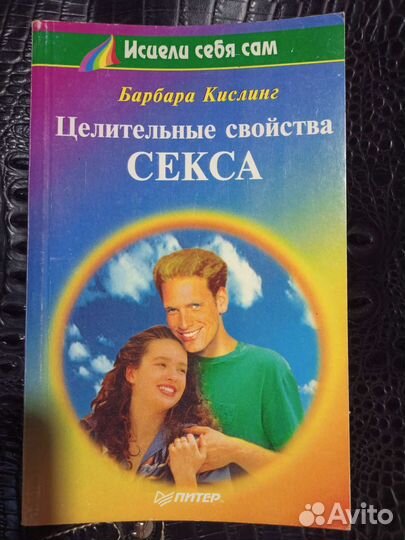 Исцели себя сам
Барбара Кислинг
Целительные свойства
СЕКСА
ПИТЕР
Avito